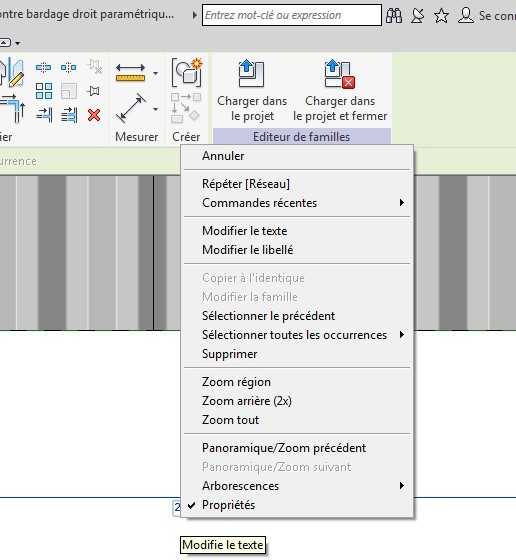 ontre bardage droit paramétriqu...
Entrez mot-clé ou expression
Se conn
Charger dans
le projet
Charger dans
le projet et fermer
ier
Mesurer
Créer
Editeur de familles
urrence
Annuler
Répéter [Réseau]
Commandes récentes
Modifier le texte
Modifier le libellé
Copier à l'identique
Modifier la famille
Sélectionner le précédent
Sélectionner toutes les occurrences
Supprimer
Zoom région
Zoom arrière (2x)
Zoom tout
Panoramique/Zoom précédent
Panoramique/Zoom suivant
Arborescences
Propriétés
2
Modifie le texte